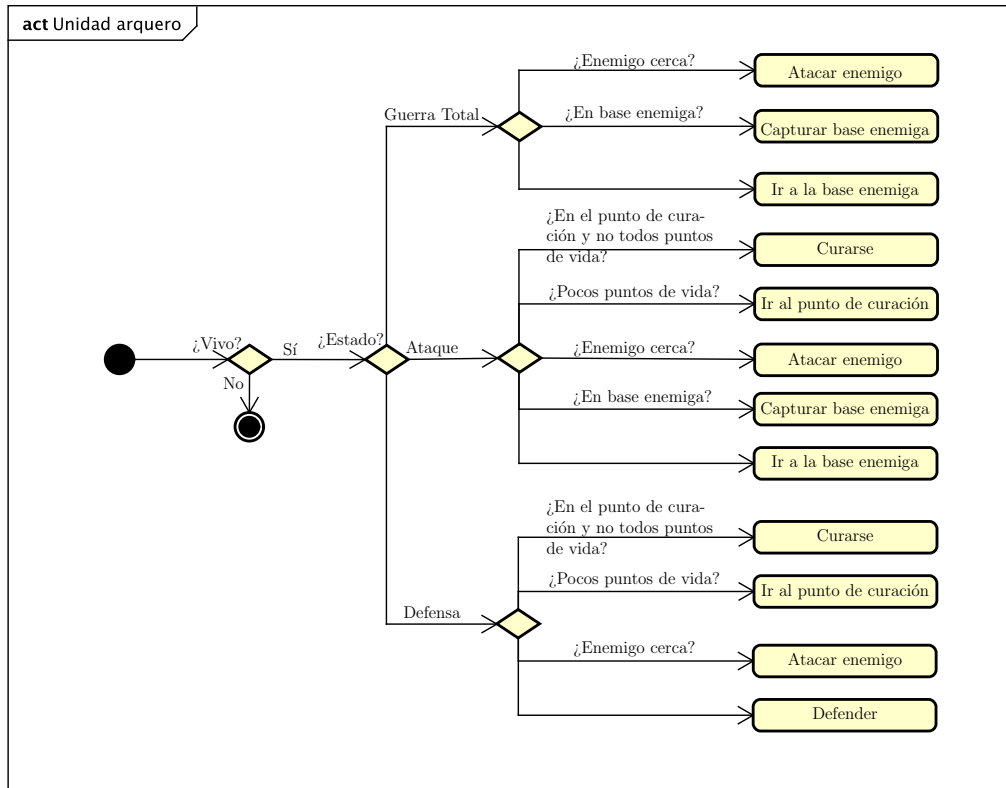 act Unidad arquero
¿Enemigo cerca?
Atacar enemigo
Guerra Total
¿En base enemiga?
Capturar base enemiga
Ir a la base enemiga
¿En el punto de cura-
ción y no todos puntos
de vida?
Curarse
¿Pocos puntos de vida?
Ir al punto de curación
¿Vivo?
Sí
¿Estado?
Ataque
¿Enemigo cerca?
Atacar enemigo
No
¿En base enemiga?
Capturar base enemiga
Ir a la base enemiga
¿En el punto de cura-
ción y no todos puntos
de vida?
Curarse
¿Pocos puntos de vida?
Ir al punto de curación
Defensa
¿Enemigo cerca?
Atacar enemigo
Defender